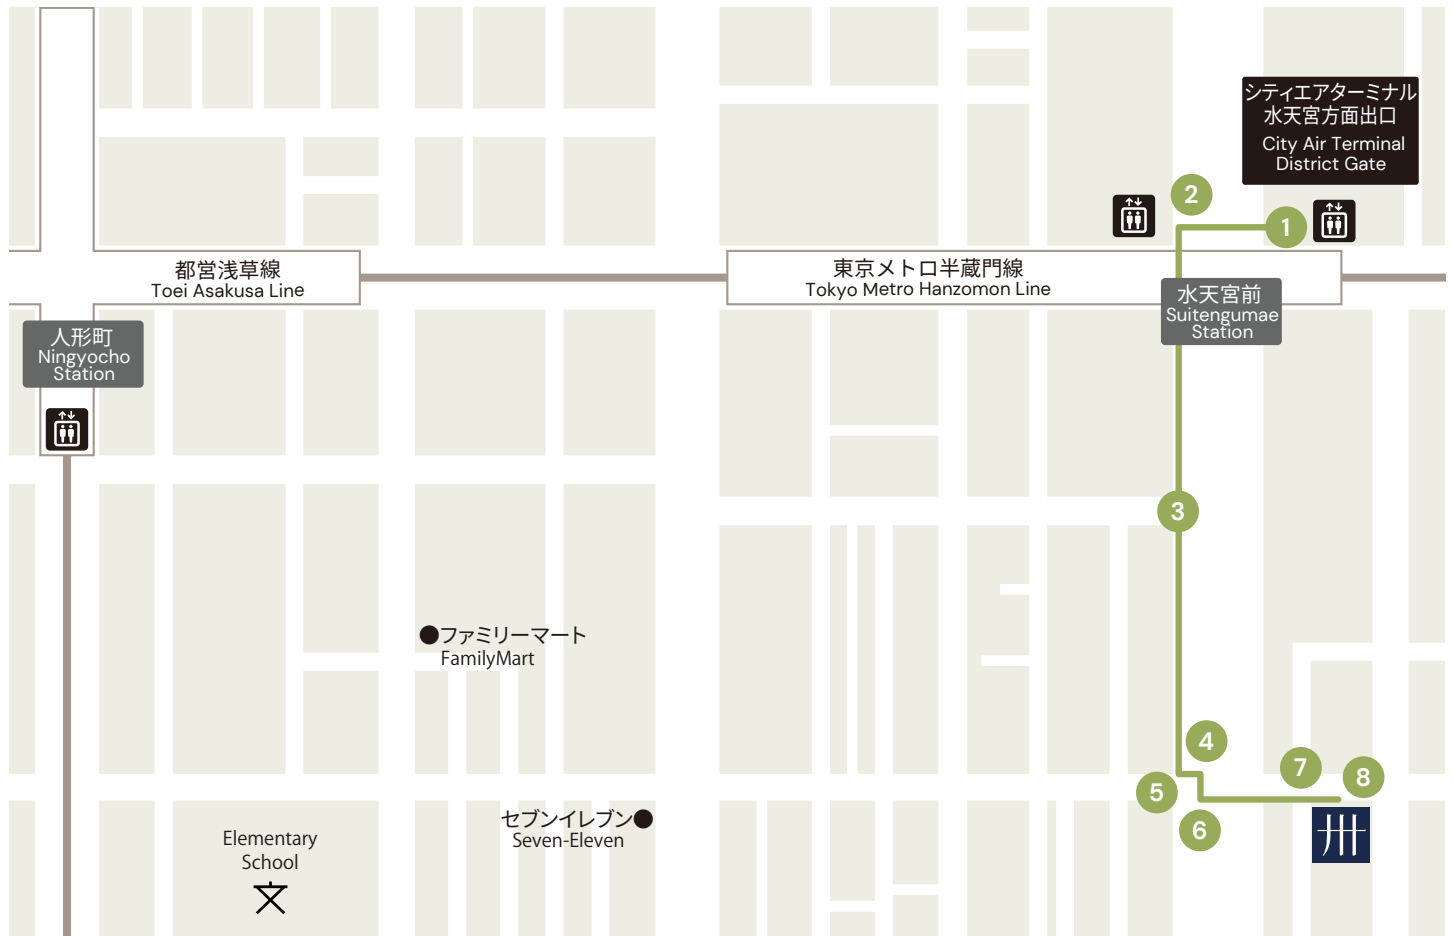 シティエアターミナル
水天宮方面出口
City Air Terminal
District Gate
2
1
都営浅草線
Toei Asakusa Line
東京メトロ半蔵門線
Tokyo Metro Hanzomon Line
水天宮前
Suitengumae
Station
人形町
Ningyocho
Station
3
ファミリーマート
FamilyMart
4
7
8
5
6
セブンイレブン
Seven-Eleven
Elementary
School
文
卅